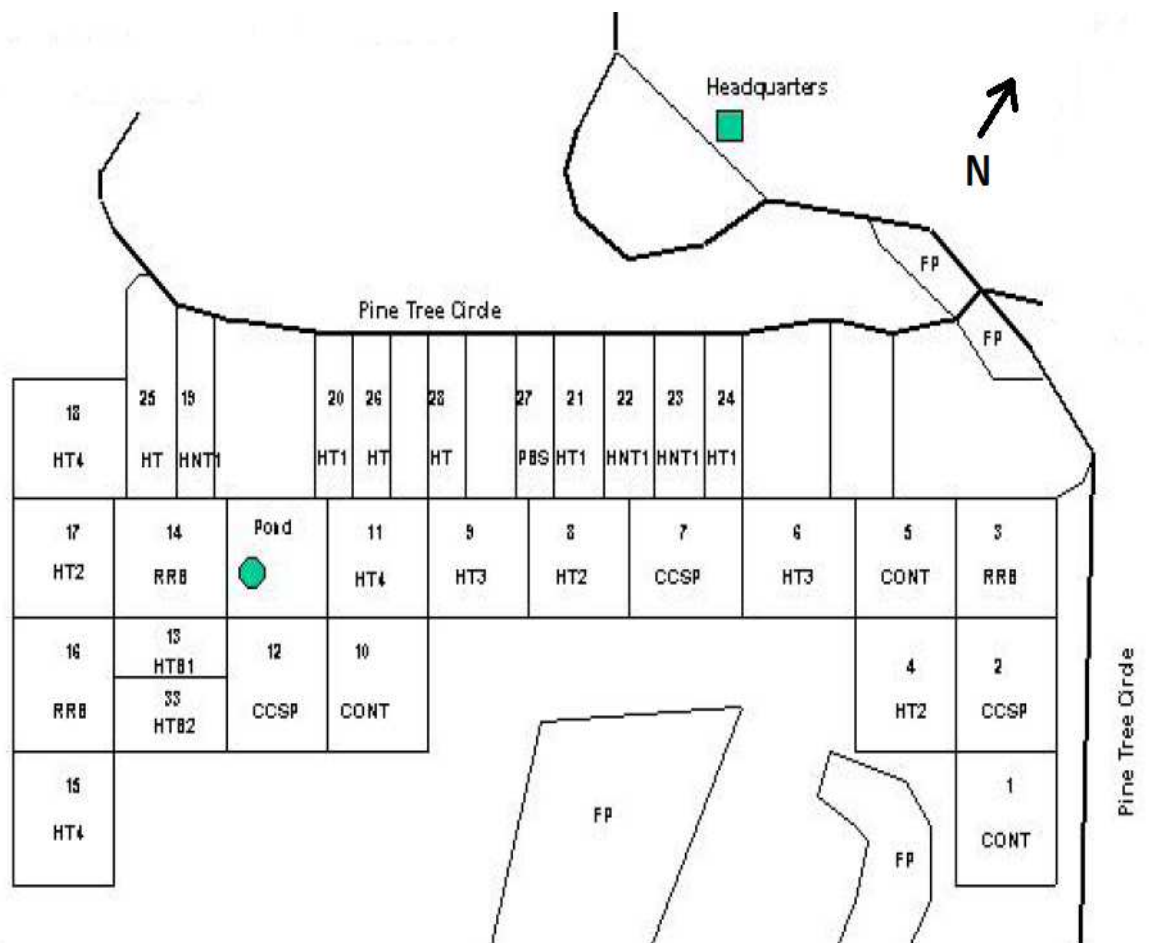 Headquarters
N
FP
Pine Tree Circle
FP
18
HT4
25
HT
19
HNT1
20
HT1
26
HT
28
HT
27
PBS
21
HT1
22
HNT1
23
HNT1
24
HT1
17
HT2
14
RRB
Pond
11
HT4
9
HT3
8
HT2
7
CCSP
6
HT3
5
CONT
3
RRB
16
RRB
13
HTB1
33
HTB2
12
CCSP
10
CONT
4
HT2
2
CCSP
Pine Tree Circle
15
HT4
FP
FP
1
CONT